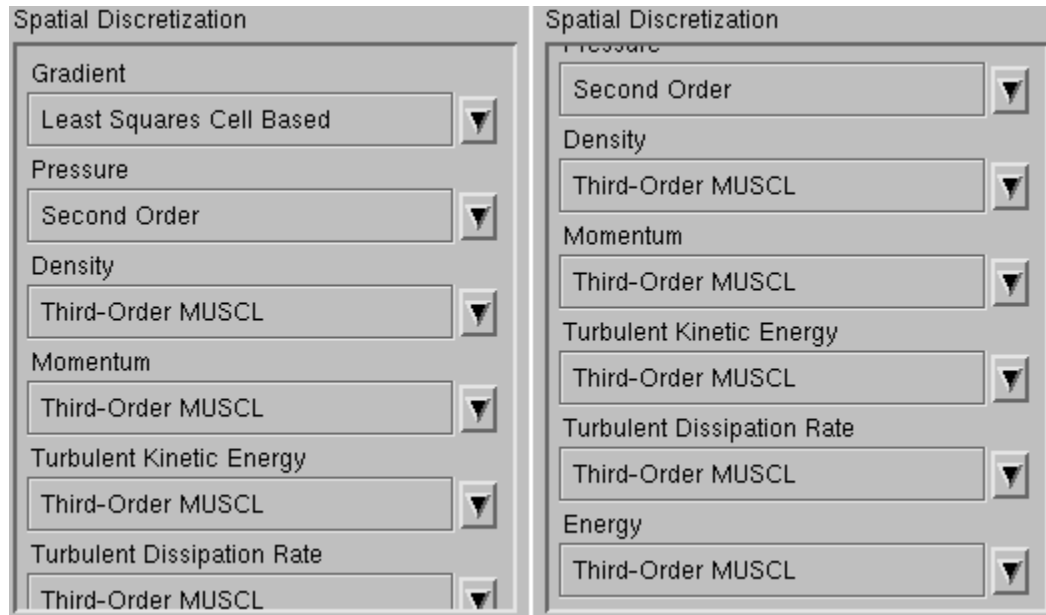 Spatial Discretization
Gradient
Least Squares Cell Based
Pressure
Second Order
Density
Third-Order MUSCL
Momentum
Third-Order MUSCL
Turbulent Kinetic Energy
Third-Order MUSCL
Turbulent Dissipation Rate
Third-Order MUSCL
Spatial Discretization
Pressure
Second Order
Density
Third-Order MUSCL
Momentum
Third-Order MUSCL
Turbulent Kinetic Energy
Third-Order MUSCL
Turbulent Dissipation Rate
Third-Order MUSCL
Energy
Third-Order MUSCL